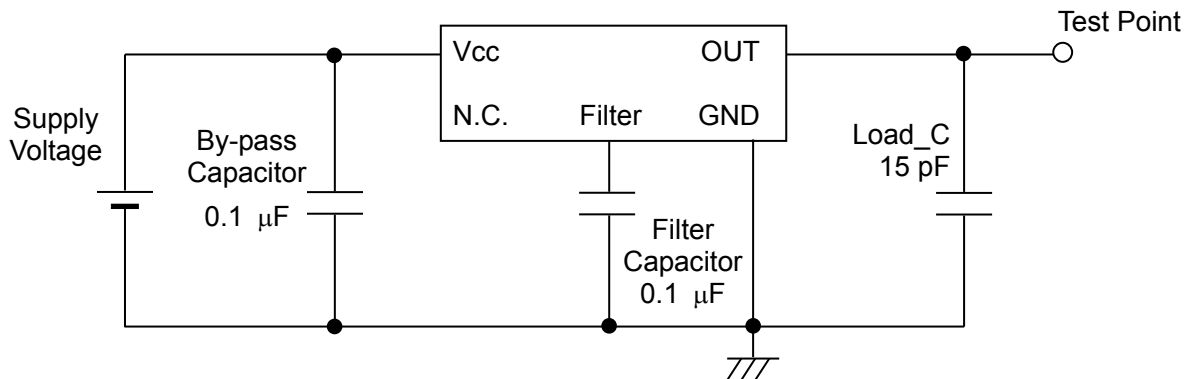 Test Point
Vcc
OUT
N.C.
Filter
GND
Supply
Voltage
By-pass
Capacitor
0.1 μF
Filter
Capacitor
0.1 μF
Load_C
15 pF